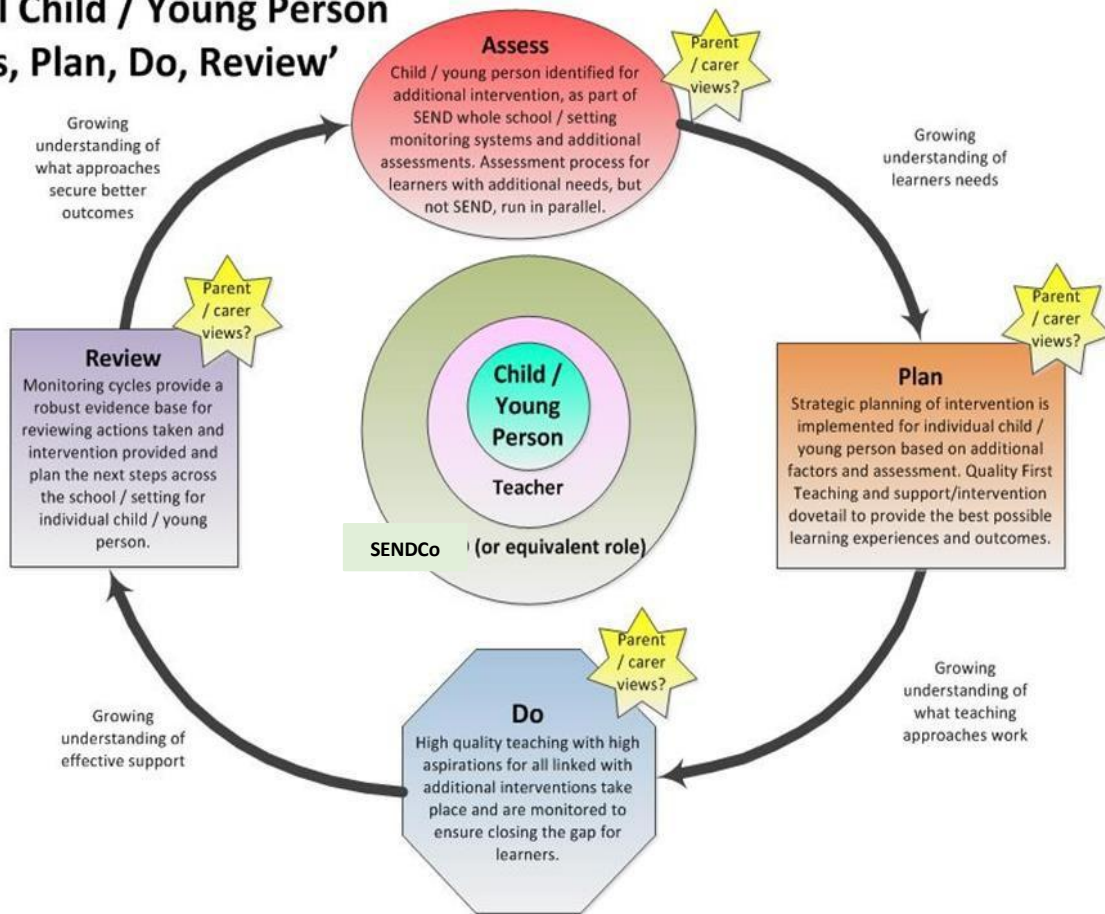 Child / Young Person
Plan, Do, Review’
Assess
Child / young person identified for
additional intervention, as part of
SEND whole school / setting
monitoring systems and additional
assessments. Assessment process for
learners with additional needs, but
not SEND, run in parallel.
Parent
/ carer
views?
Growing
understanding of
learners needs
Plan
Strategic planning of intervention is
implemented for individual child /
young person based on additional
factors and assessment. Quality First
Teaching and support/intervention
dovetail to provide the best possible
learning experiences and outcomes.
Parent
/ carer
views?
Growing
understanding of
what teaching
approaches work
Do
High quality teaching with high
aspirations for all linked with
additional interventions take
place and are monitored to
ensure closing the gap for
learners.
Parent
/ carer
views?
Growing
understanding of
effective support
Review
Monitoring cycles provide a
robust evidence base for
reviewing actions taken and
intervention provided and
plan the next steps across
the school / setting for
individual child / young
person.
Parent
/ carer
views?
Growing
understanding of
what approaches
secure better
outcomes
Child /
Young
Person
Teacher
SENDCo (or equivalent role)